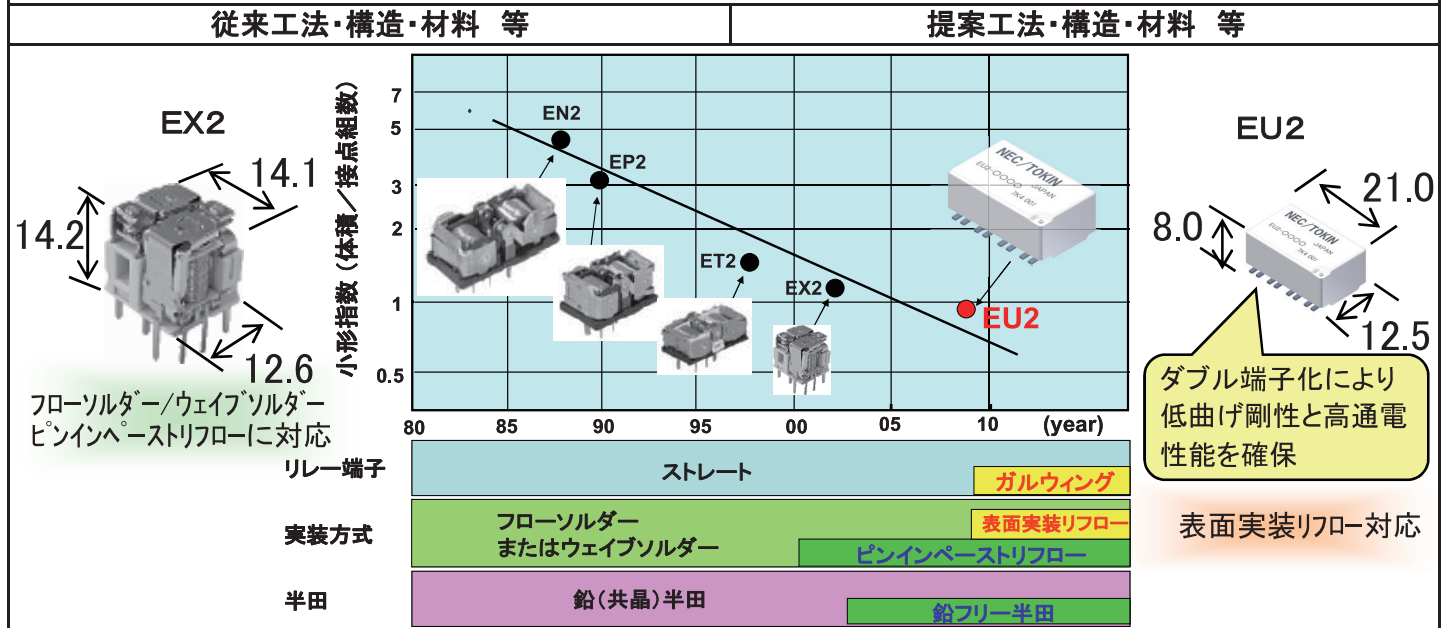 従来工法・構造・材料 等
提案工法・構造・材料 等
EX2
14.1
14.2
12.6
フローソルダー/ウェイブソルダー
ピンインペーストリフローに対応
小形指数(体積/接点組数)
7
5
3
2
1
0.5
EN2
EP2
ET2
EX2
EU2
NEC/TOKIN
EU2-OOOO JAPAN
7K4 001
80
85
90
95
00
05
10
(year)
EU2
21.0
8.0
12.5
NEC/TOKIN
EU2-OOOO JAPAN
7K4 001
ダブル端子化により
低曲げ剛性と高通電
性能を確保
表面実装リフロー対応
リレー端子
ストレート
ガルウィング
実装方式
フローソルダー
またはウェイブソルダー
表面実装リフロー
ピンインペーストリフロー
半田
鉛(共晶)半田
鉛フリー半田